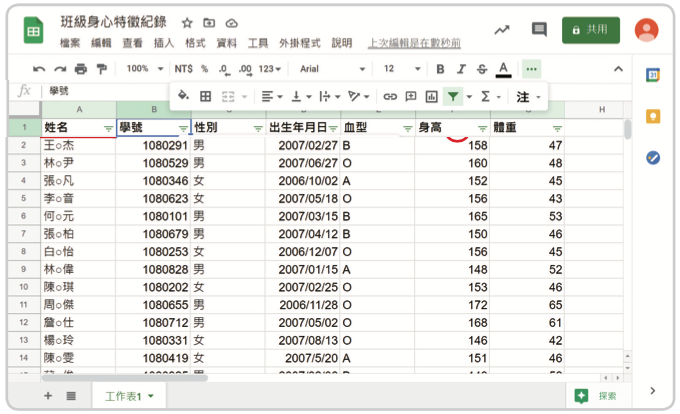 班級身心特徵紀錄
共用
檔案 編輯 查看 插入 格式 資料 工具 外掛程式 說明 上次編輯是在數秒前
100% NT$ % .0 .00 123 Arial 12 B I S A
fx 學號
注
A B H
1 姓名 學號 性別 出生年月日 血型 身高 體重
2 王○杰 1080291 男 2007/02/27 B 158 47
3 林○尹 1080529 男 2007/06/27 O 160 48
4 張○凡 1080346 女 2006/10/02 A 152 45
5 李○音 1080623 女 2007/05/18 O 156 43
6 何○元 1080101 男 2007/03/15 B 165 53
7 張○柏 1080679 男 2007/04/12 B 150 46
8 白○怡 1080253 女 2006/12/07 O 156 45
9 林○偉 1080828 男 2007/01/15 A 148 52
10 陳○琪 1080202 女 2007/02/25 O 153 46
11 周○傑 1080655 男 2006/11/28 O 172 65
12 詹○仕 1080712 男 2007/05/02 O 168 61
13 楊○玲 1080331 女 2007/08/13 O 146 42
14 陳○雯 1080419 女 2007/5/20 A 151 46
工作表1
探索
31